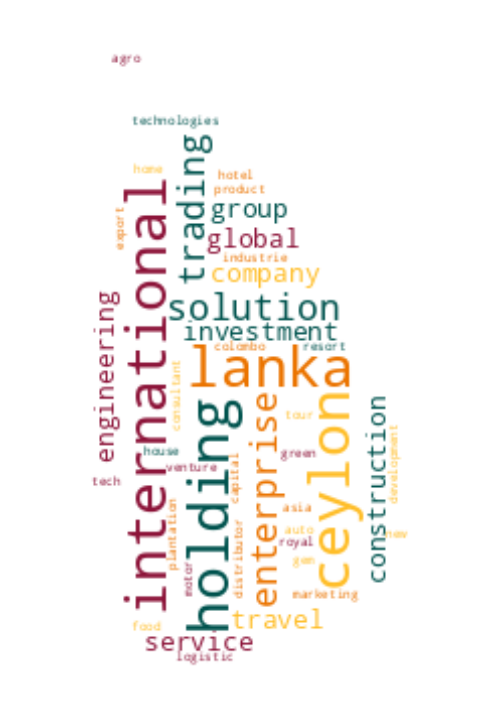 agro
technologies
home
trading
hotel
product
international
export
group
global
industrie
company
engineering
solution
investment
colombo
resort
lanka
consultant
ceylon
enterprise
construction
holding
tour
development
house
green
venture
capital
tech
plantation
asia
distributor
auto
new
royal
motor
gem
marketing
travel
food
service
logistic